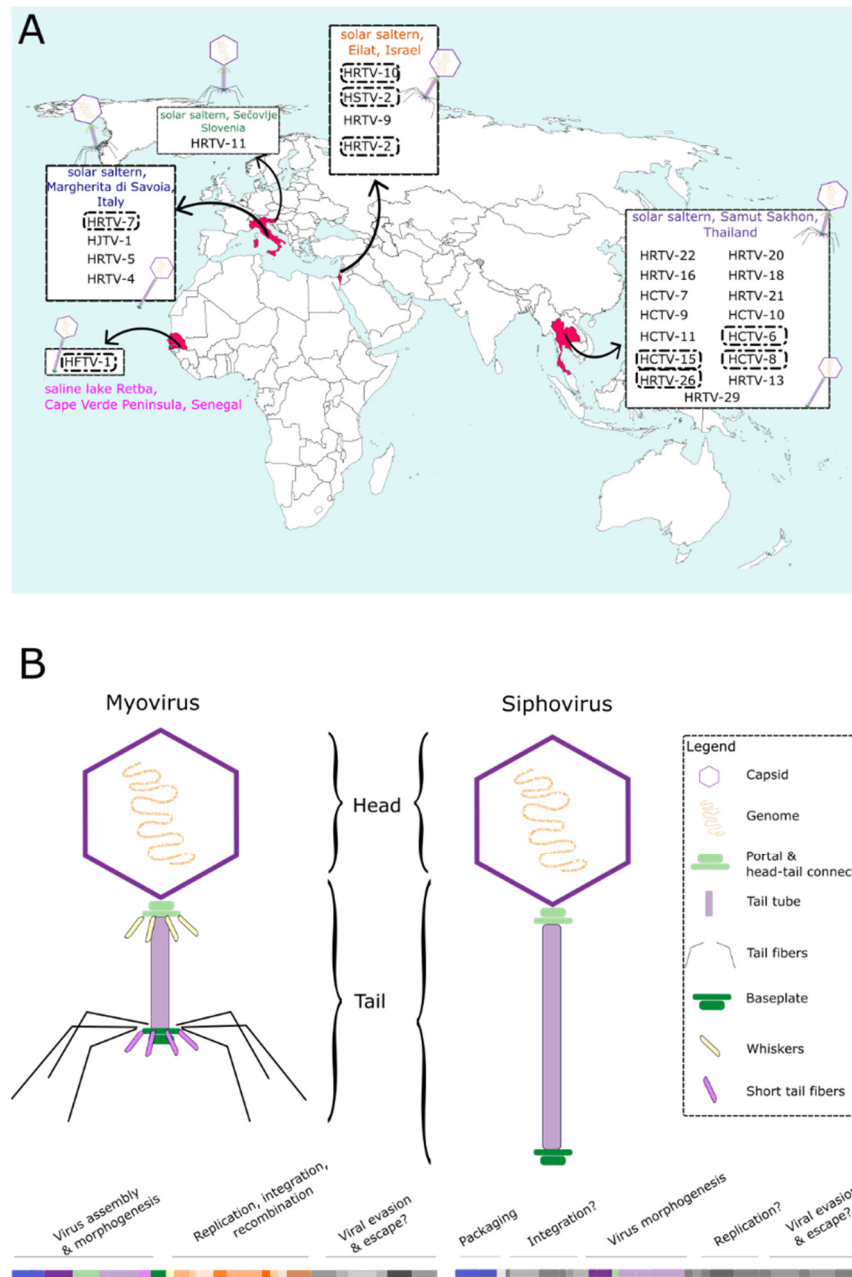 A
solar saltern, Sečovlje
Slovenia
HRTV-11
solar saltern,
Eilat, Israel
HRTV-10
HSTV-2
HRTV-9
HRTV-2
solar saltern,
Margherita di Savoia,
Italy
HRTV-7
HJTV-1
HRTV-5
HRTV-4
HFTV-1
saline lake Retba,
Cape Verde Peninsula, Senegal
solar saltern, Samut Sakhon,
Thailand
HRTV-22 HRTV-20
HRTV-16 HRTV-18
HCTV-7 HRTV-21
HCTV-9 HCTV-10
HCTV-11 HCTV-6
HCTV-15 HCTV-8
HRTV-26 HRTV-13
HRTV-29
B
Myovirus
Siphovirus
Head
Tail
Legend
Capsid
Genome
Portal &
head-tail connec
Tail tube
Tail fibers
Baseplate
Whiskers
Short tail fibers
Virus assembly
& morphogenesis
Replication, integration,
recombination
Viral evasion
& escape?
Packaging
Integration?
Virus morphogenesis
Replication?
Viral evasion
& escape?